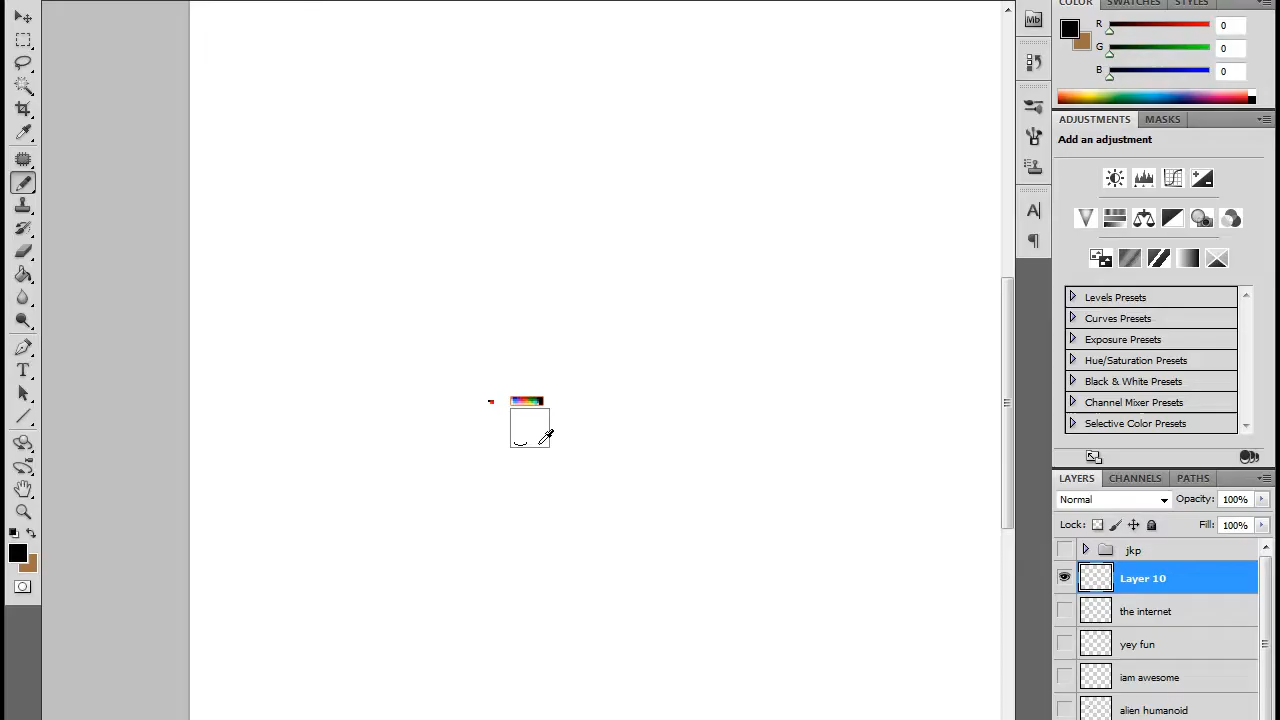 COLOR SWATCHES STYLES
R 0
G 0
B 0
Mb
ADJUSTMENTS MASKS
Add an adjustment
A
Levels Presets
Curves Presets
Exposure Presets
Hue/Saturation Presets
Black & White Presets
Channel Mixer Presets
Selective Color Presets
T
LAYERS CHANNELS PATHS
Normal Opacity: 100%
Lock: Fill: 100%
jkp
Layer 10
the internet
yey fun
iam awesome
alien humanoid